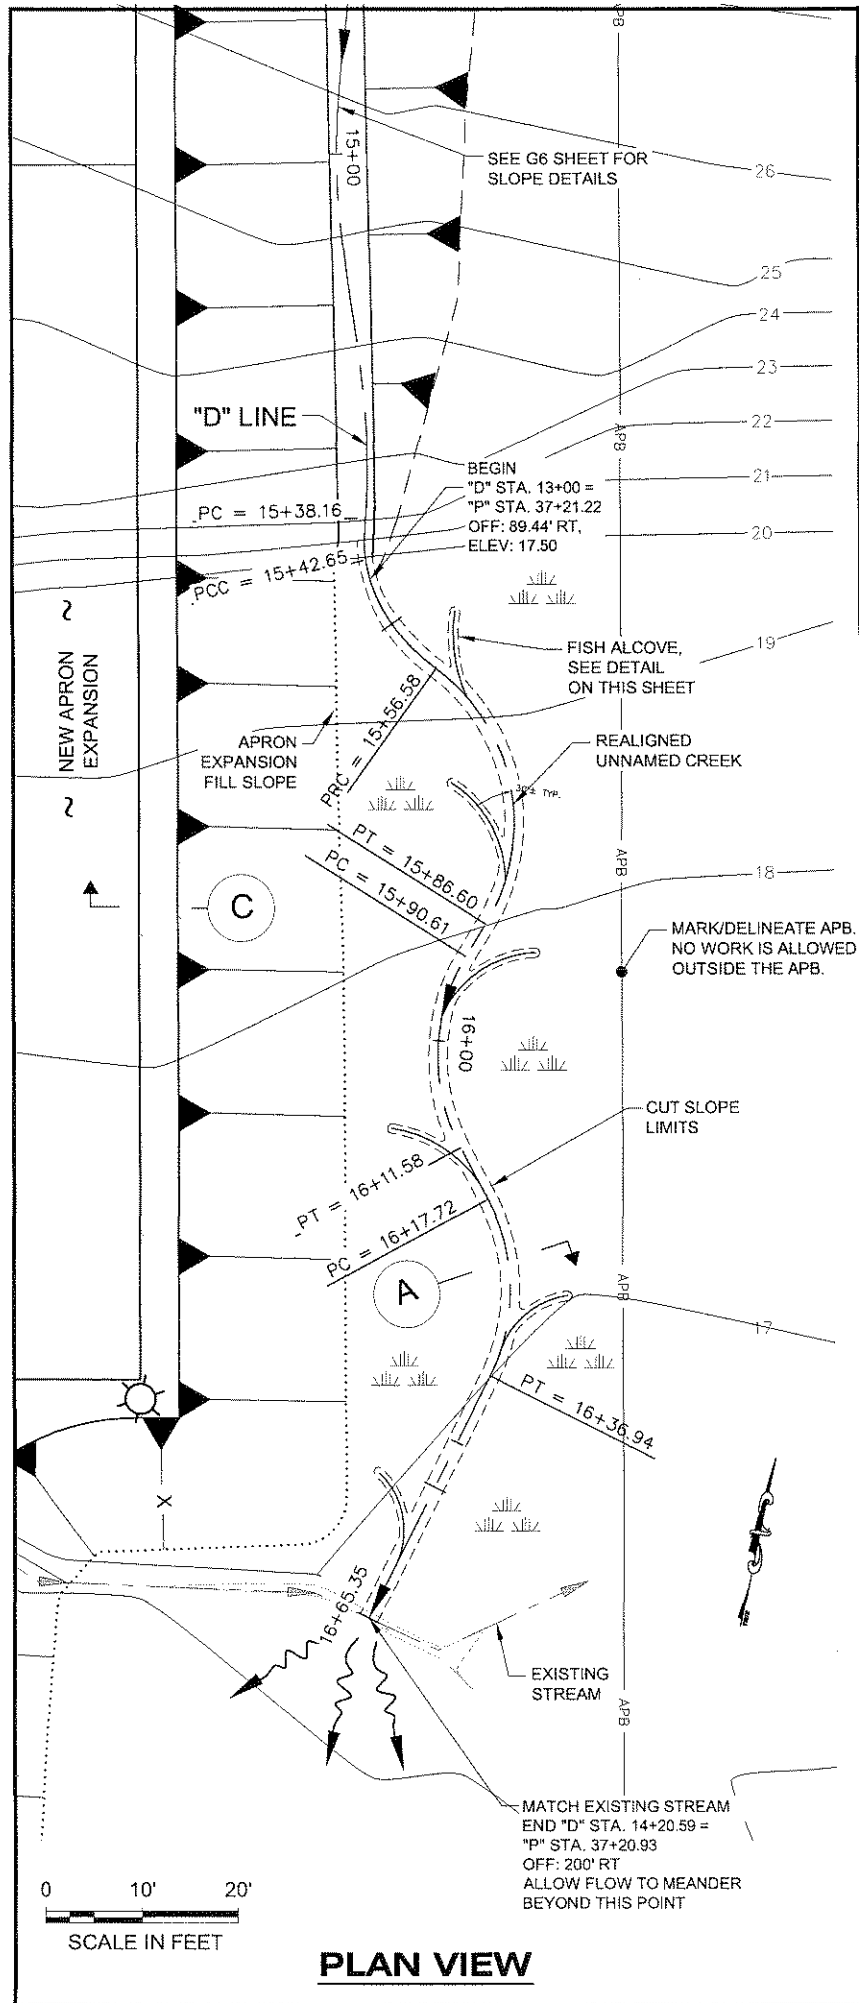 APB
15+00
SEE G6 SHEET FOR
SLOPE DETAILS
26
25
24
23
"D" LINE
22
APB
BEGIN
"D" STA. 13+00 =
"P" STA. 37+21.22
OFF: 89.44' RT,
ELEV: 17.50
21
PC = 15+38.16
20
PCC = 15+42.65
19
FISH ALCOVE,
SEE DETAIL
ON THIS SHEET
~ NEW APRON
EXPANSION ~
PRC = 15+56.58
APRON
EXPANSION
FILL SLOPE
REALIGNED
UNNAMED CREEK
30'± TYP.
PT = 15+86.60
PC = 15+90.61
APB
18
C
MARK/DELINEATE APB.
NO WORK IS ALLOWED
OUTSIDE THE APB.
16+00
CUT SLOPE
LIMITS
PT = 16+11.58
PC = 16+17.72
A
APB
17
PT = 16+36.94
X
16+65.35
EXISTING
STREAM
APB
MATCH EXISTING STREAM
END "D" STA. 14+20.59 =
"P" STA. 37+20.93
OFF: 200' RT
ALLOW FLOW TO MEANDER
BEYOND THIS POINT
0 10' 20'
SCALE IN FEET
PLAN VIEW